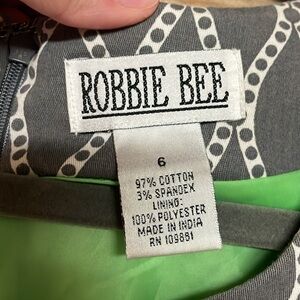 ROBBIE BEE
6
97% COTTON
3% SPANDEX
LINING:
100% POLYESTER
MADE IN INDIA
RN 109881